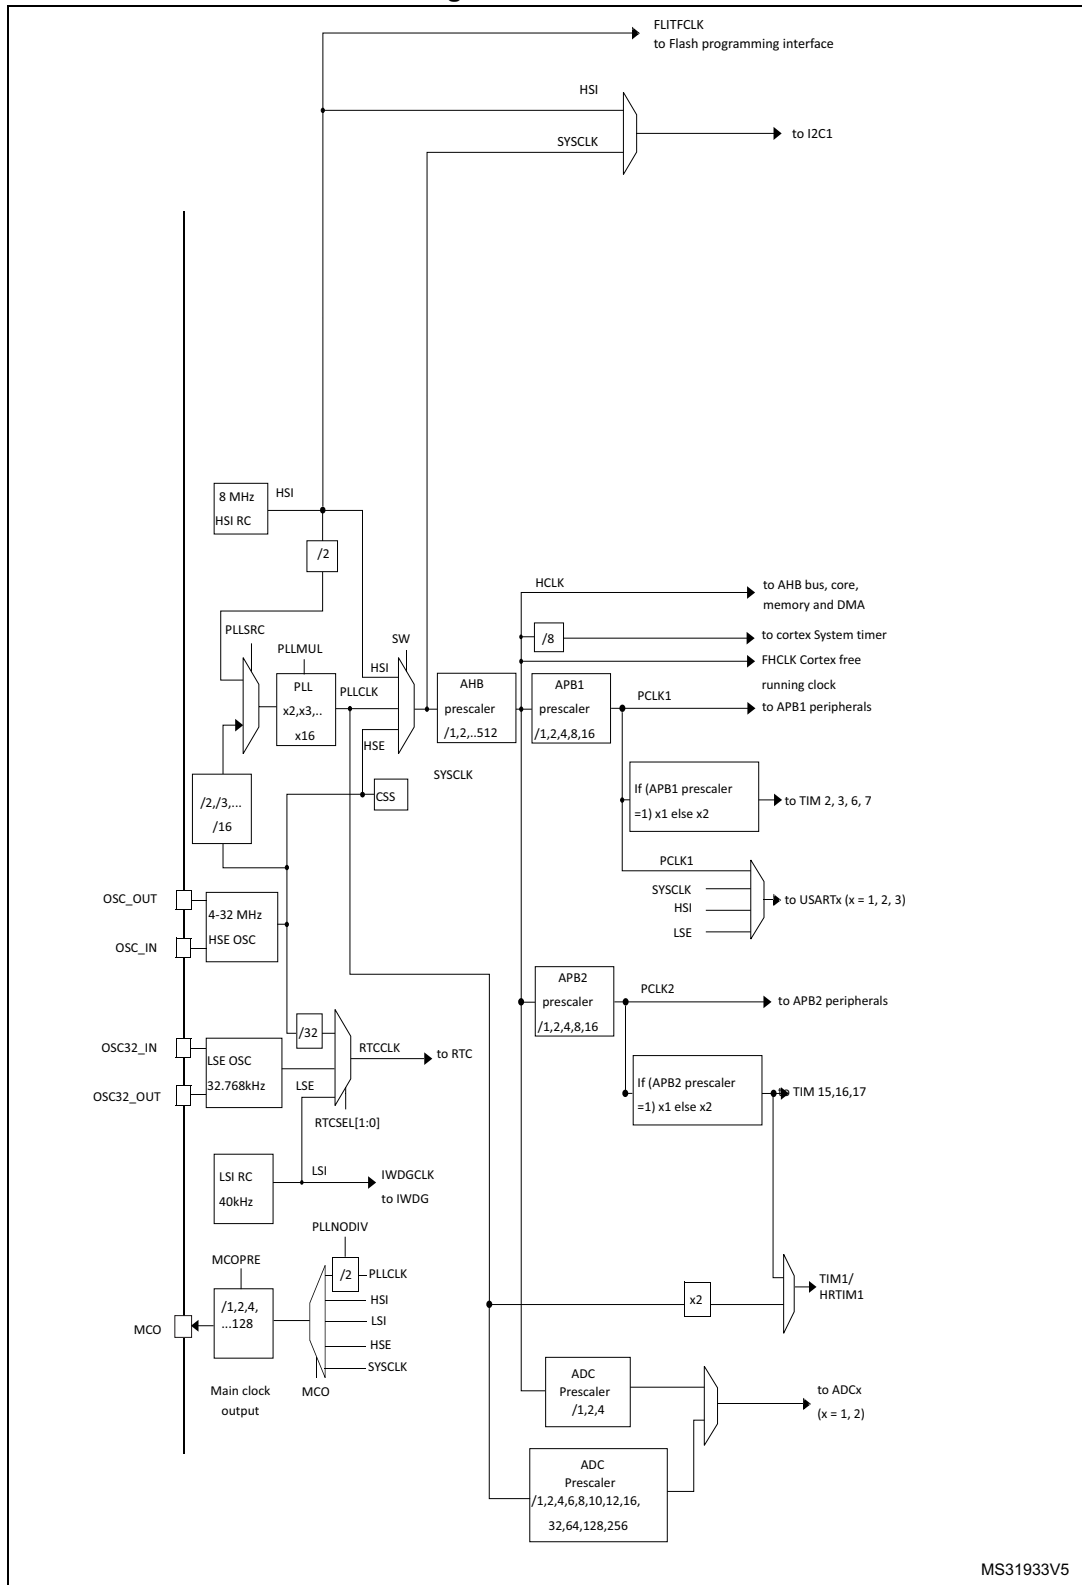 FLITFCLK
to Flash programming interface
HSI
to I2C1
SYSCLK
8 MHz
HSI RC
HSI
/2
HCLK
to AHB bus, core,
memory and DMA
/8
to cortex System timer
FHCLK Cortex free
running clock
PLLSRC
PLLMUL
PLL
x2,x3,..
x16
PLLCLK
SW
HSI
HSE
AHB
prescaler
/1,2,..512
APB1
prescaler
/1,2,4,8,16
PCLK1
to APB1 peripherals
SYSCLK
CSS
/2,/3,...
/16
If (APB1 prescaler
=1) x1 else x2
to TIM 2, 3, 6, 7
PCLK1
SYSCLK
HSI
LSE
to USARTx (x = 1, 2, 3)
OSC_OUT
OSC_IN
4-32 MHz
HSE OSC
APB2
prescaler
/1,2,4,8,16
PCLK2
to APB2 peripherals
/32
OSC32_IN
OSC32_OUT
LSE OSC
32.768kHz
LSE
RTCCLK
to RTC
RTCSEL[1:0]
If (APB2 prescaler
=1) x1 else x2
to TIM 15,16,17
LSI RC
40kHz
LSI
IWDGCLK
to IWDG
PLLNODIV
MCOPRE
/2
PLLCLK
HSI
LSI
HSE
SYSCLK
/1,2,4,
...128
MCO
MCO
Main clock
output
x2
TIM1/
HRTIM1
ADC
Prescaler
/1,2,4
to ADCx
(x = 1, 2)
ADC
Prescaler
/1,2,4,6,8,10,12,16,
32,64,128,256
MS31933V5